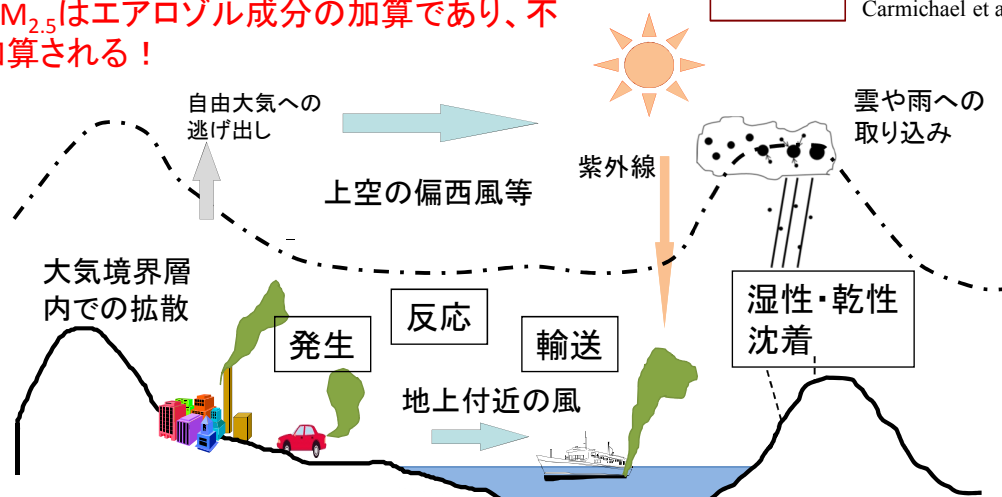 M2.5はエアロゾル成分の加算であり、不
算される！
Carmichael et a
自由大気への
逃げ出し
雲や雨への
取り込み
紫外線
上空の偏西風等
大気境界層
内での拡散
反応
発生
輸送
湿性・乾性
沈着
地上付近の風